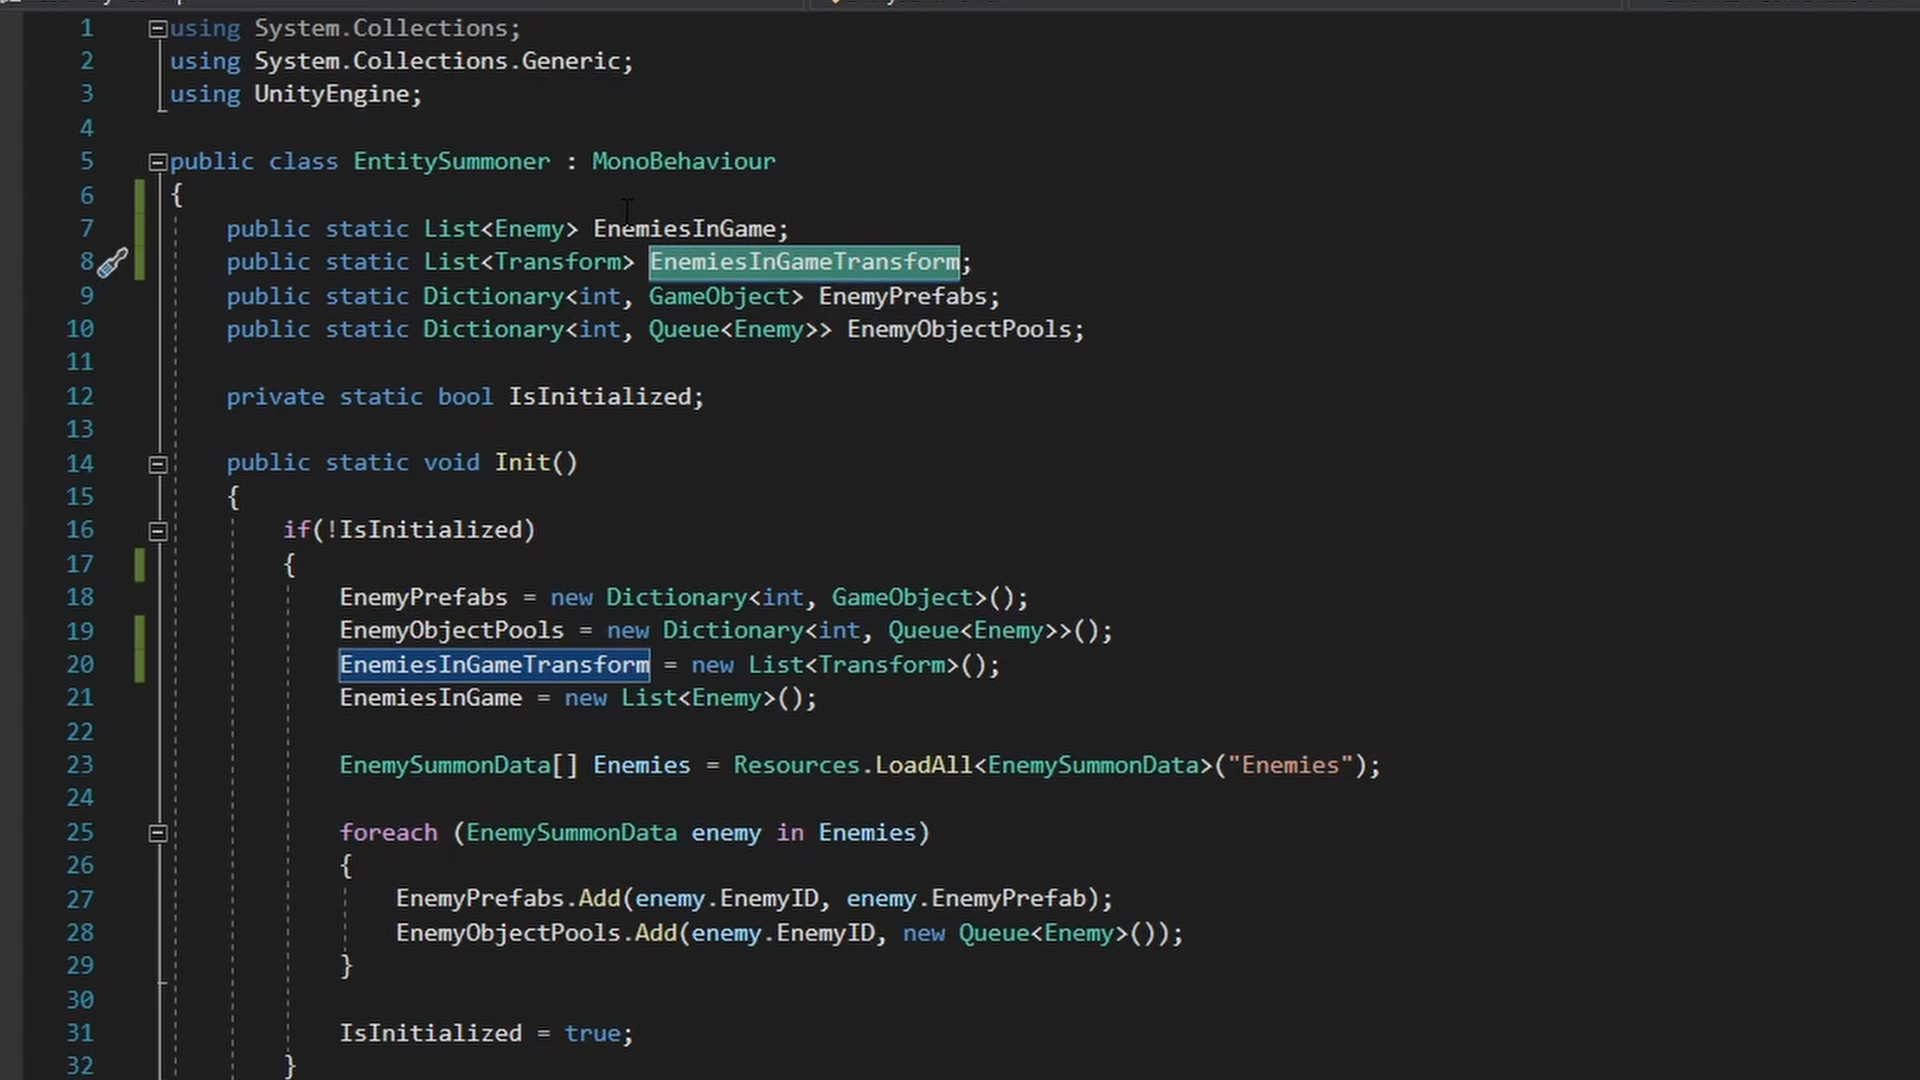 1 using System.Collections;
2 using System.Collections.Generic;
3 using UnityEngine;
4
5 public class EntitySummoner : MonoBehaviour
6 {
7 public static List<Enemy> EnemiesInGame;
8 public static List<Transform> EnemiesInGameTransform;
9 public static Dictionary<int, GameObject> EnemyPrefabs;
10 public static Dictionary<int, Queue<Enemy>> EnemyObjectPools;
11
12 private static bool IsInitialized;
13
14 public static void Init()
15 {
16 if(!IsInitialized)
17 {
18 EnemyPrefabs = new Dictionary<int, GameObject>();
19 EnemyObjectPools = new Dictionary<int, Queue<Enemy>>();
20 EnemiesInGameTransform = new List<Transform>();
21 EnemiesInGame = new List<Enemy>();
22
23 EnemySummonData[] Enemies = Resources.LoadAll<EnemySummonData>("Enemies");
24
25 foreach (EnemySummonData enemy in Enemies)
26 {
27 EnemyPrefabs.Add(enemy.EnemyID, enemy.EnemyPrefab);
28 EnemyObjectPools.Add(enemy.EnemyID, new Queue<Enemy>());
29 }
30
31 IsInitialized = true;
32 }